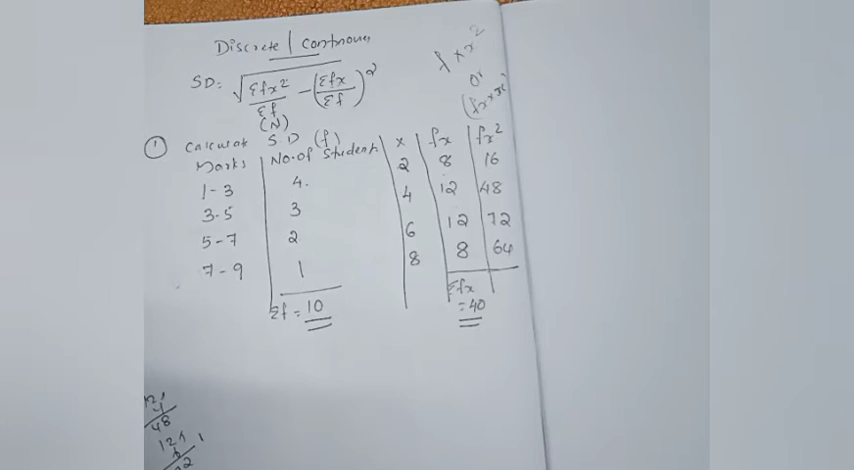 Discrete | Continous
SD: √ Σfx² / Σf (N) − (Σfx / Σf)²
f × x²
or
(fx × x)
① Calculate SD
Marks | No. of Students (f) | x | fx | fx²
1-3 | 4 | 2 | 8 | 16
3-5 | 3 | 4 | 12 | 48
5-7 | 2 | 6 | 12 | 72
7-9 | 1 | 8 | 8 | 64
Σf = 10
Σfx
= 40
48